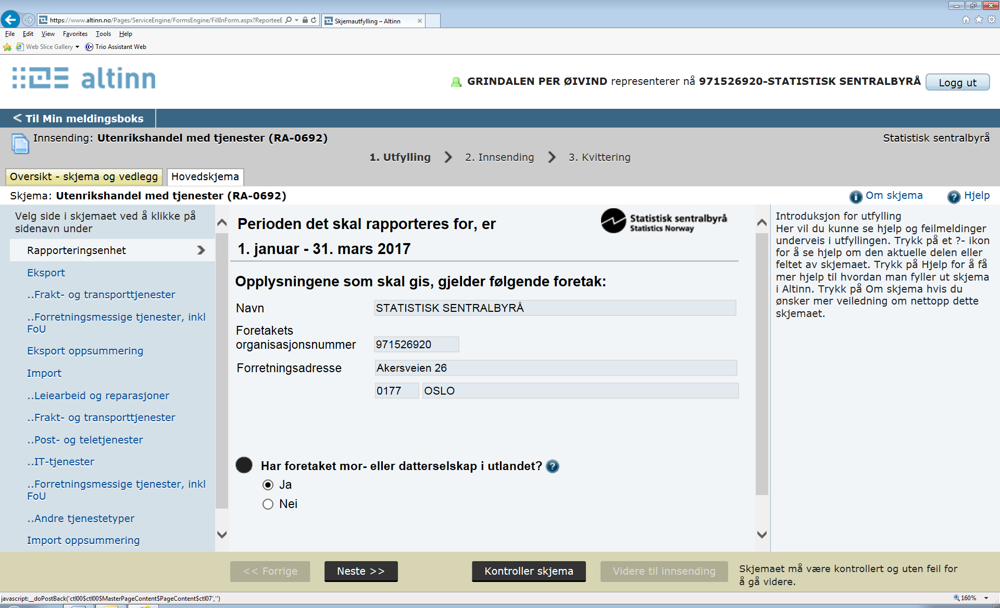 https://www.altinn.no/Pages/ServiceEngine/FormsEngine/FillInForm.aspx?ReporteeE
Skjemautfylling – Altinn
File Edit View Favorites Tools Help
Web Slice Gallery
Trio Assistant Web
altinn
GRINDALEN PER ØIVIND representerer nå 971526920-STATISTISK SENTRALBYRÅ
Logg ut
< Til Min meldingsboks
Innsending: Utenrikshandel med tjenester (RA-0692)
Statistisk sentralbyrå
1. Utfylling
2. Innsending
3. Kvittering
Oversikt - skjema og vedlegg
Hovedskjema
Skjema: Utenrikshandel med tjenester (RA-0692)
Om skjema
Hjelp
Velg side i skjemaet ved å klikke på
sidenavn under
Rapporteringsenhet
Eksport
..Frakt- og transporttjenester
..Forretningsmessige tjenester, inkl
FoU
Eksport oppsummering
Import
..Leiearbeid og reparasjoner
..Frakt- og transporttjenester
..Post- og teletjenester
..IT-tjenester
..Forretningsmessige tjenester, inkl
FoU
..Andre tjenestetyper
Import oppsummering
Perioden det skal rapporteres for, er
1. januar - 31. mars 2017
Statistisk sentralbyrå
Statistics Norway
Opplysningene som skal gis, gjelder følgende foretak:
Navn
STATISTISK SENTRALBYRÅ
Foretakets
organisasjonsnummer
971526920
Forretningsadresse
Akersveien 26
0177
OSLO
Har foretaket mor- eller datterselskap i utlandet?
Ja
Nei
Introduksjon for utfylling
Her vil du kunne se hjelp og feilmeldinger
underveis i utfyllingen. Trykk på et ?- ikon
for å se hjelp om den aktuelle delen eller
feltet av skjemaet. Trykk på Hjelp for å få
mer hjelp til hvordan man fyller ut skjema
i Altinn. Trykk på Om skjema hvis du
ønsker mer veiledning om nettopp dette
skjemaet.
<< Forrige
Neste >>
Kontroller skjema
Videre til innsending
Skjemaet må være kontrollert og uten feil for
å gå videre.
javascript:__doPostBack('ctl00$ctl00$MasterPageContent$PageContent$ctl07','')
160%